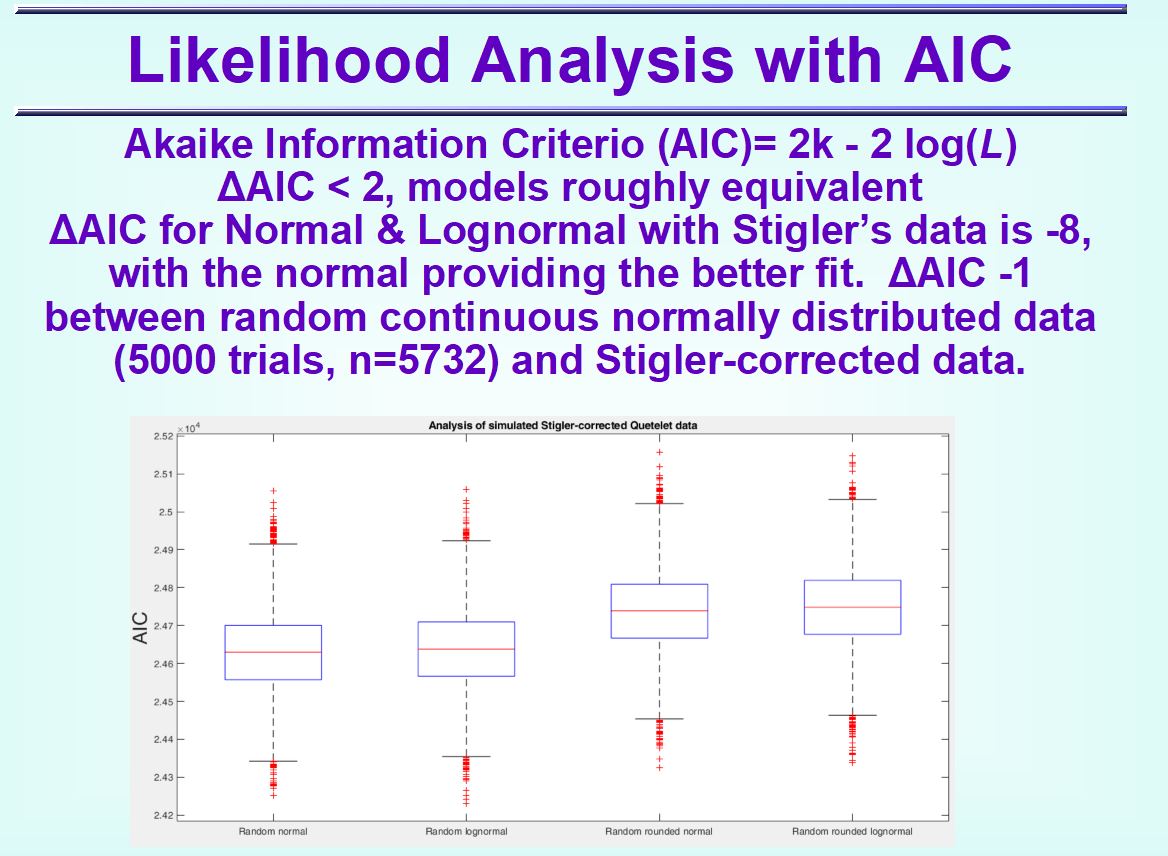 Likelihood Analysis with AIC
Akaike Information Criterio (AIC)= 2k - 2 log(L)
ΔAIC < 2, models roughly equivalent
ΔAIC for Normal & Lognormal with Stigler’s data is -8,
with the normal providing the better fit.  ΔAIC -1
between random continuous normally distributed data
(5000 trials, n=5732) and Stigler-corrected data.
Analysis of simulated Stigler-corrected Quetelet data
×10⁴
2.52
2.51
2.5
2.49
2.48
2.47
2.46
2.45
2.44
2.43
2.42
AIC
Random normal Random lognormal Random rounded normal Random rounded lognormal